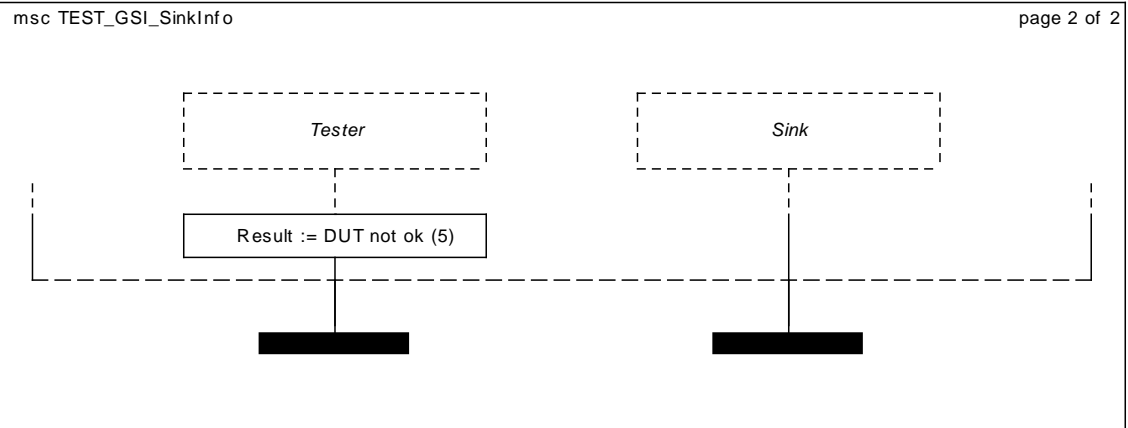 msc TEST_GSI_SinkInfo
page 2 of 2
Tester
Sink
Result := DUT not ok (5)